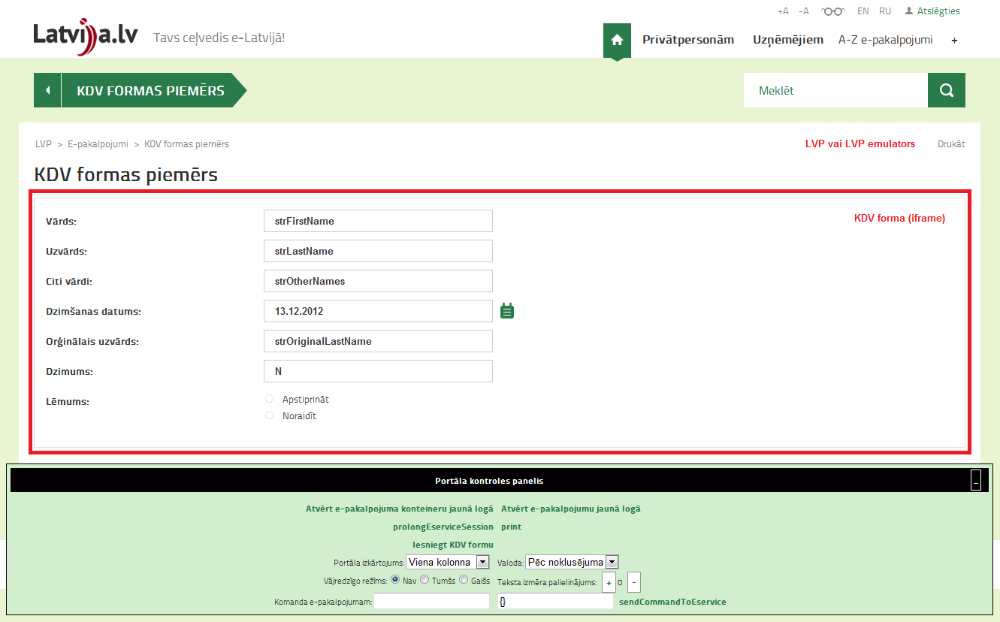 +A -A EN RU Atslēgties
Latvija.lv Tavs ceļvedis e-Latvijā!
Privātpersonām Uzņēmējiem A-Z e-pakalpojumi +
KDV FORMAS PIEMĒRS
Meklēt
LVP > E-pakalpojumi > KDV formas piemērs
LVP vai LVP emulators Drukāt
KDV formas piemērs
KDV forma (iframe)
Vārds: strFirstName
Uzvārds: strLastName
Citi vārdi: strOtherNames
Dzimšanas datums: 13.12.2012
Orģinālais uzvārds: strOriginalLastName
Dzimums: N
Lēmums: Apstiprināt
Noraidīt
Portāla kontroles panelis _
Atvērt e-pakalpojuma konteineru jaunā logā Atvērt e-pakalpojumu jaunā logā
prolongEserviceSession print
Iesniegt KDV formu
Portāla izkārtojums: Viena kolonna Valoda: Pēc noklusējuma
Vājredzīgo režīms: Nav Tumšs Gaišs Teksta izmēra palielinājums: + 0 -
Komanda e-pakalpojumam: {} sendCommandToEservice